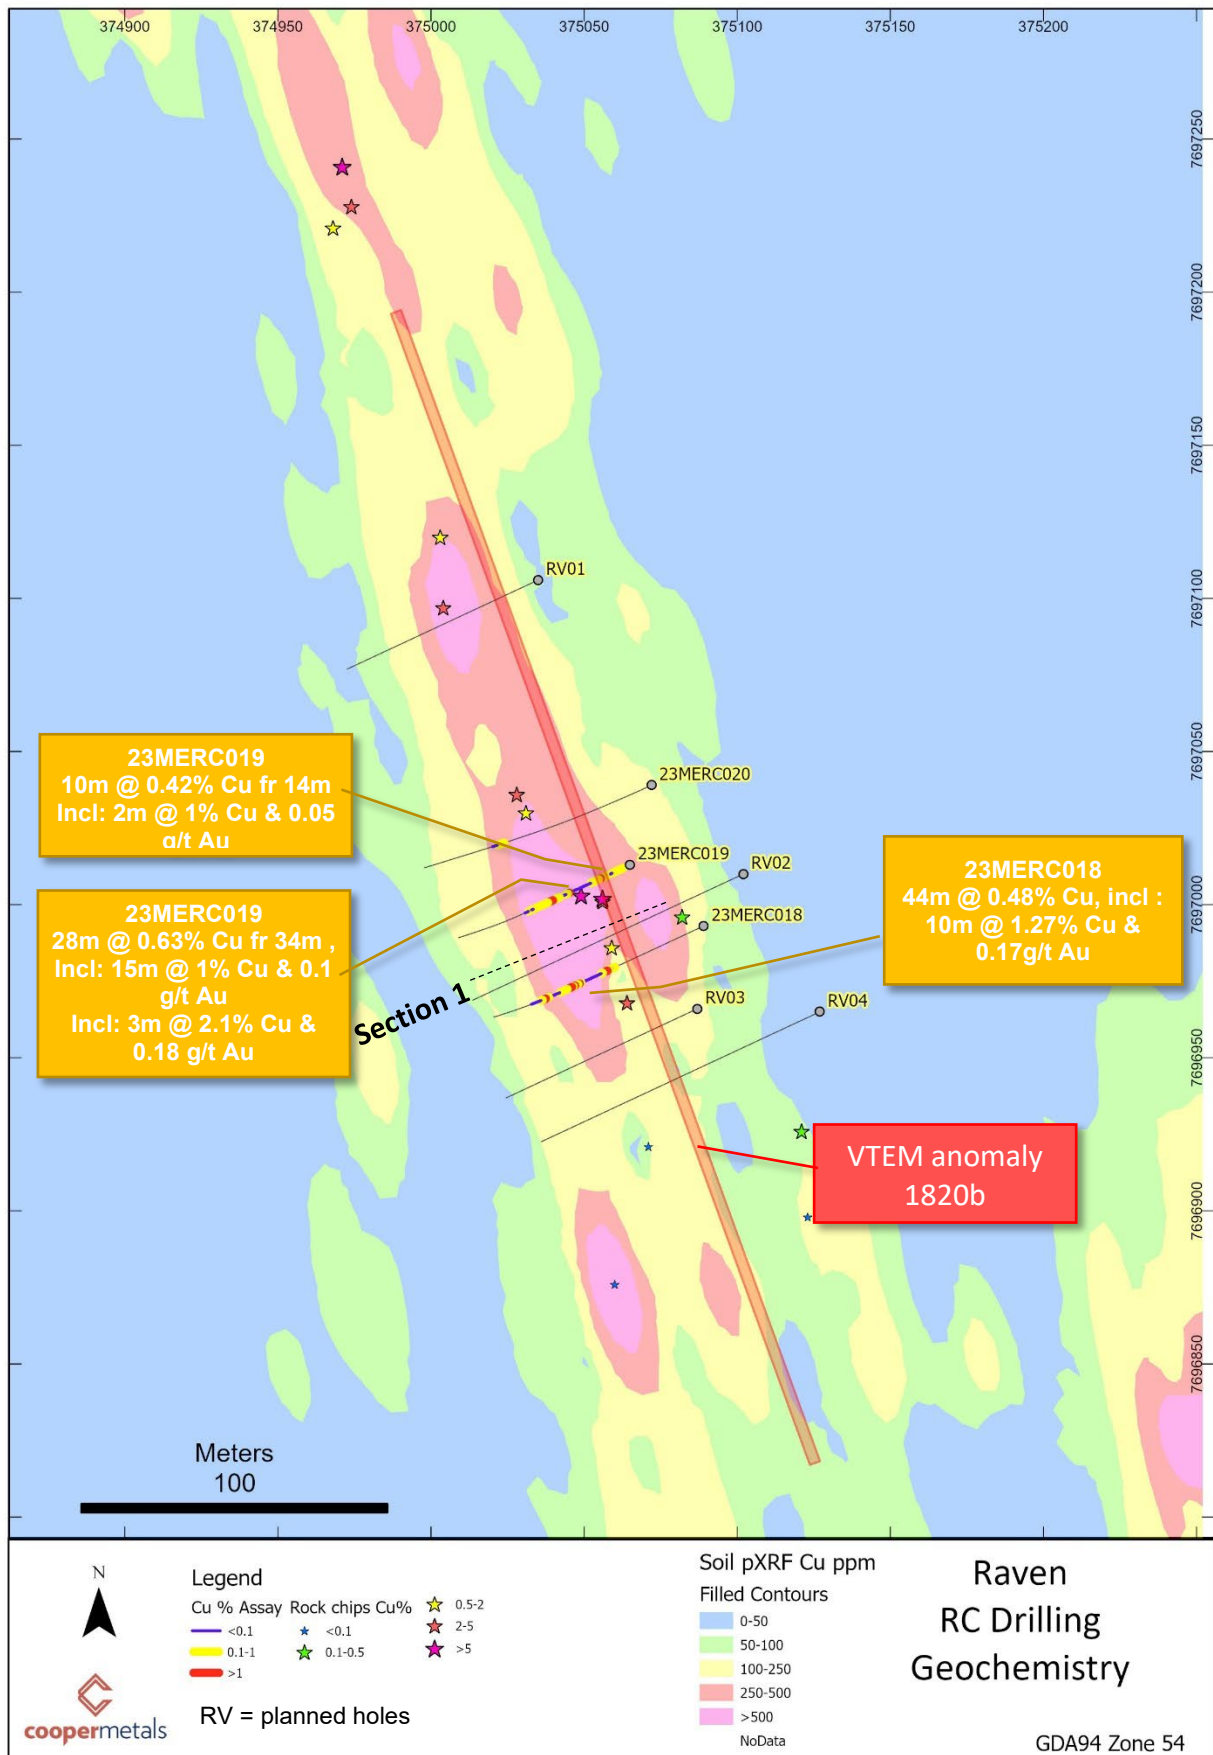 374900
374950
375000
375050
375100
375150
375200
7697250
7697200
7697150
7697100
7697050
7697000
7696950
7696900
7696850
RV01
23MERC020
23MERC019
RV02
23MERC018
RV03
RV04
23MERC019
10m @ 0.42% Cu fr 14m
Incl: 2m @ 1% Cu & 0.05
g/t Au
23MERC019
28m @ 0.63% Cu fr 34m ,
Incl: 15m @ 1% Cu & 0.1
g/t Au
Incl: 3m @ 2.1% Cu &
0.18 g/t Au
23MERC018
44m @ 0.48% Cu, incl :
10m @ 1.27% Cu &
0.17g/t Au
Section 1
VTEM anomaly
1820b
Meters
100
N
coopermetals
Legend
Cu % Assay
<0.1
0.1-1
>1
Rock chips Cu%
<0.1
0.1-0.5
0.5-2
2-5
>5
RV = planned holes
Soil pXRF Cu ppm
Filled Contours
0-50
50-100
100-250
250-500
>500
NoData
Raven
RC Drilling
Geochemistry
GDA94 Zone 54